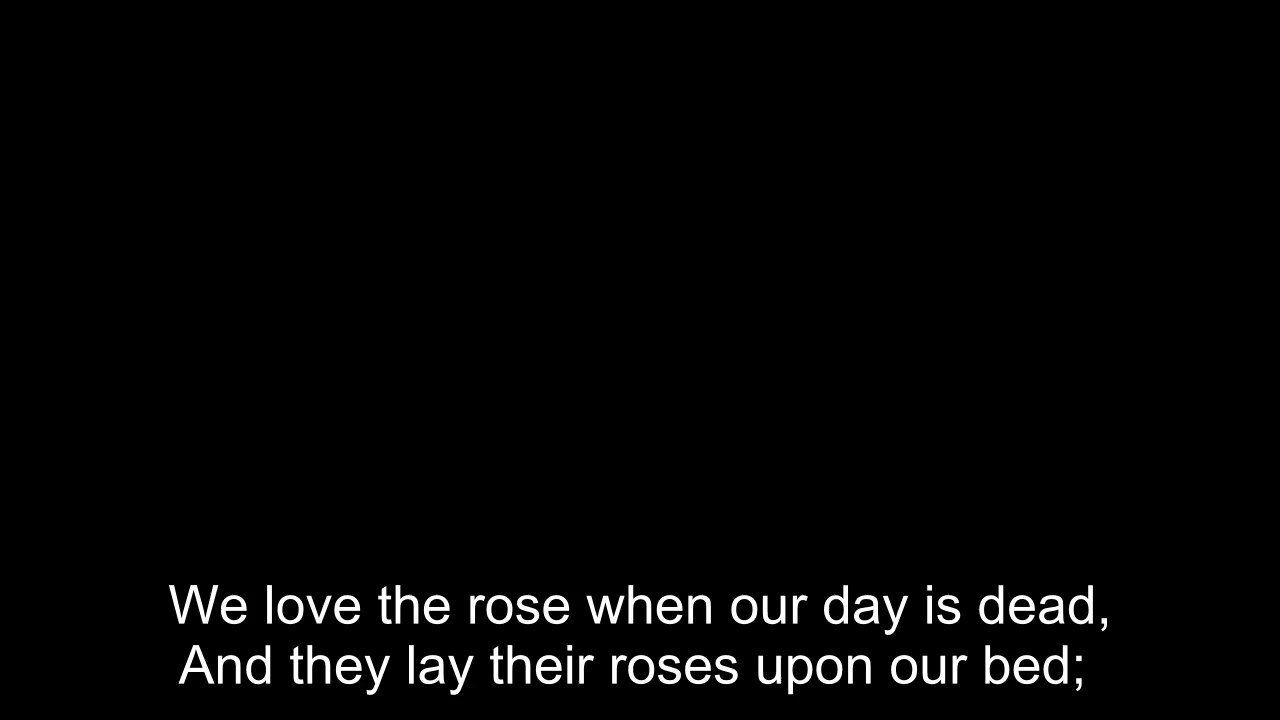 We love the rose when our day is dead,
And they lay their roses upon our bed;